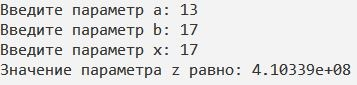 Введите параметр a: 13
Введите параметр b: 17
Введите параметр x: 17
Значение параметра z равно: 4.10339e+08